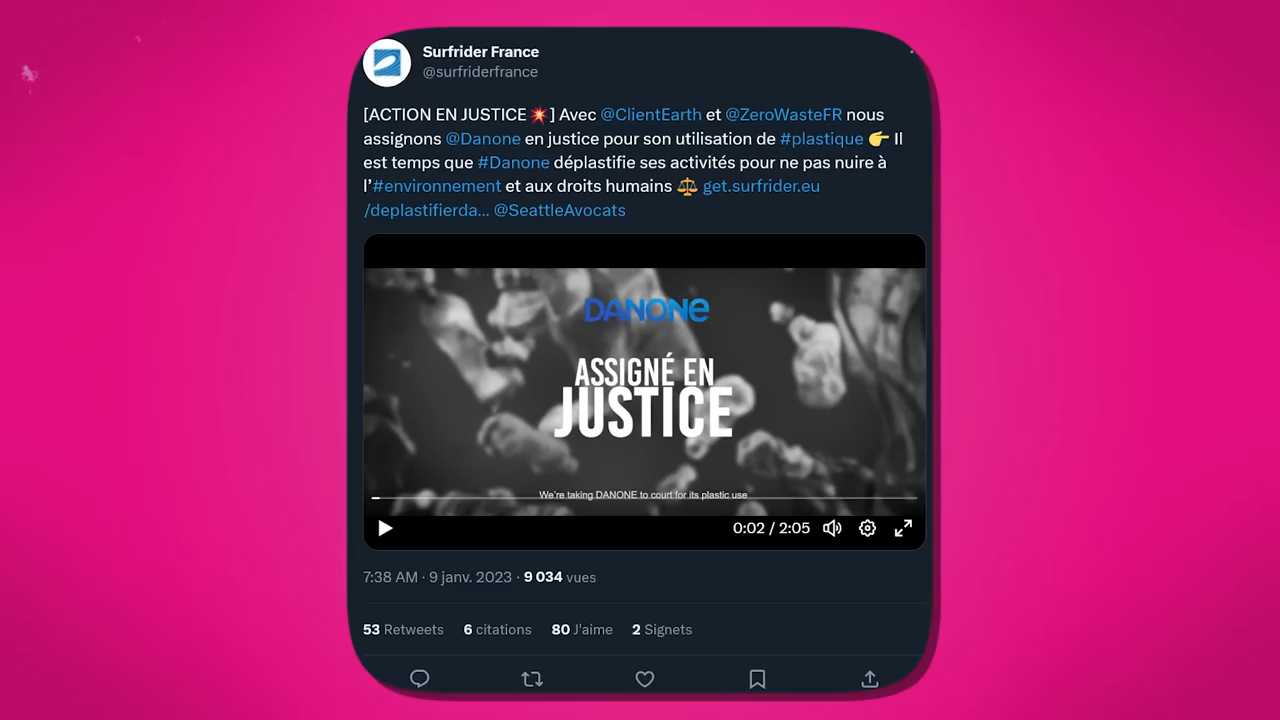 Surfrider France
@surfriderfrance
[ACTION EN JUSTICE💥] Avec @ClientEarth et @ZeroWasteFR nous
assignons @Danone en justice pour son utilisation de #plastique 👉 Il
est temps que #Danone déplastifie ses activités pour ne pas nuire à
l’#environnement et aux droits humains ⚖️ get.surfrider.eu
/deplastifierda… @SeattleAvocats
DANONE
ASSIGNÉ EN
JUSTICE
We're taking DANONE to court for its plastic use
0:02 / 2:05
7:38 AM · 9 janv. 2023 · 9 034 vues
53 Retweets 6 citations 80 J'aime 2 Signets